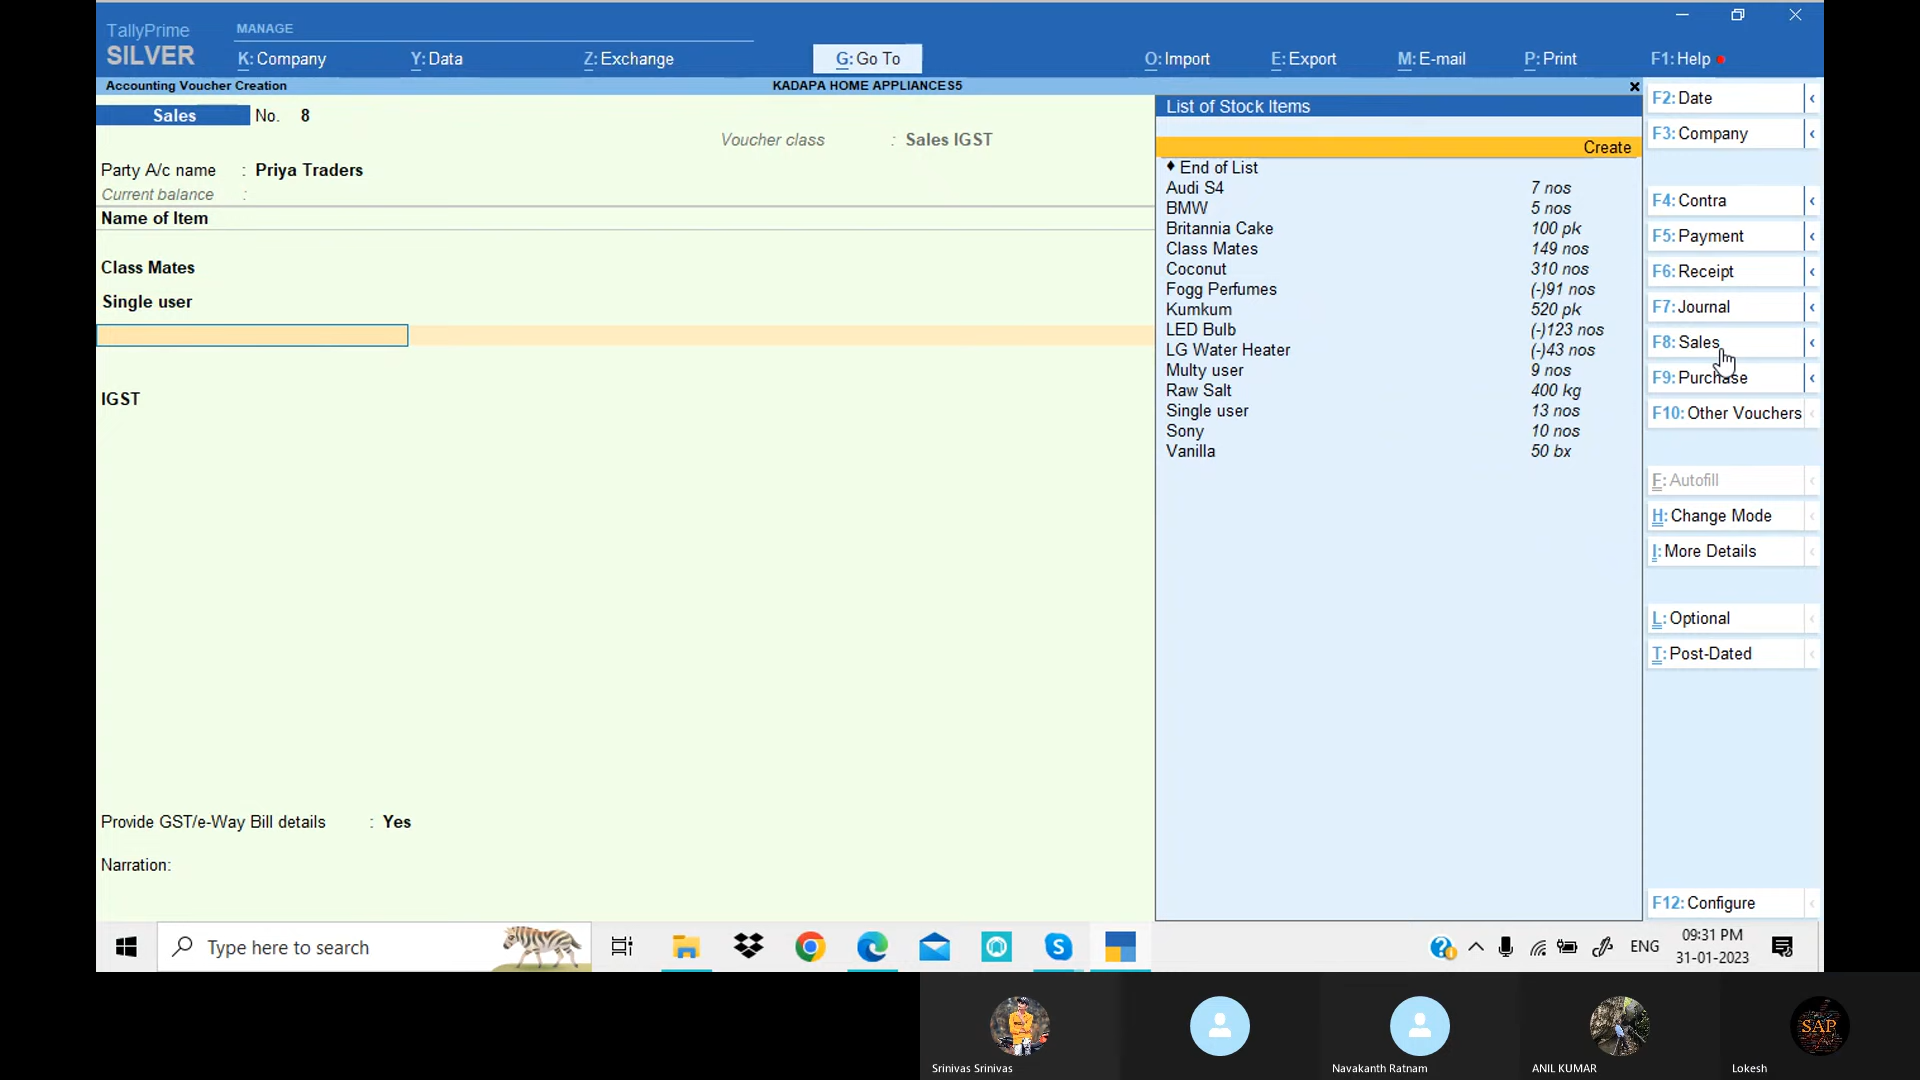 TallyPrime
SILVER
MANAGE
K: Company
Y: Data
Z: Exchange
G: Go To
O: Import
E: Export
M: E-mail
P: Print
F1: Help
Accounting Voucher Creation
KADAPA HOME APPLIANCES5
Sales No. 8
Voucher class : Sales IGST
Party A/c name : Priya Traders
Current balance :
Name of Item
Class Mates
Single user
IGST
Provide GST/e-Way Bill details : Yes
Narration:
List of Stock Items
Create
♦ End of List
Audi S4 7 nos
BMW 5 nos
Britannia Cake 100 pk
Class Mates 149 nos
Coconut 310 nos
Fogg Perfumes (-)91 nos
Kumkum 520 pk
LED Bulb (-)123 nos
LG Water Heater (-)43 nos
Multy user 9 nos
Raw Salt 400 kg
Single user 13 nos
Sony 10 nos
Vanilla 50 bx
F2: Date
F3: Company
F4: Contra
F5: Payment
F6: Receipt
F7: Journal
F8: Sales
F9: Purchase
F10: Other Vouchers
F: Autofill
H: Change Mode
I: More Details
L: Optional
T: Post-Dated
F12: Configure
Type here to search
ENG
09:31 PM
31-01-2023
Srinivas Srinivas
Navakanth Ratnam
ANIL KUMAR
SAP
Lokesh